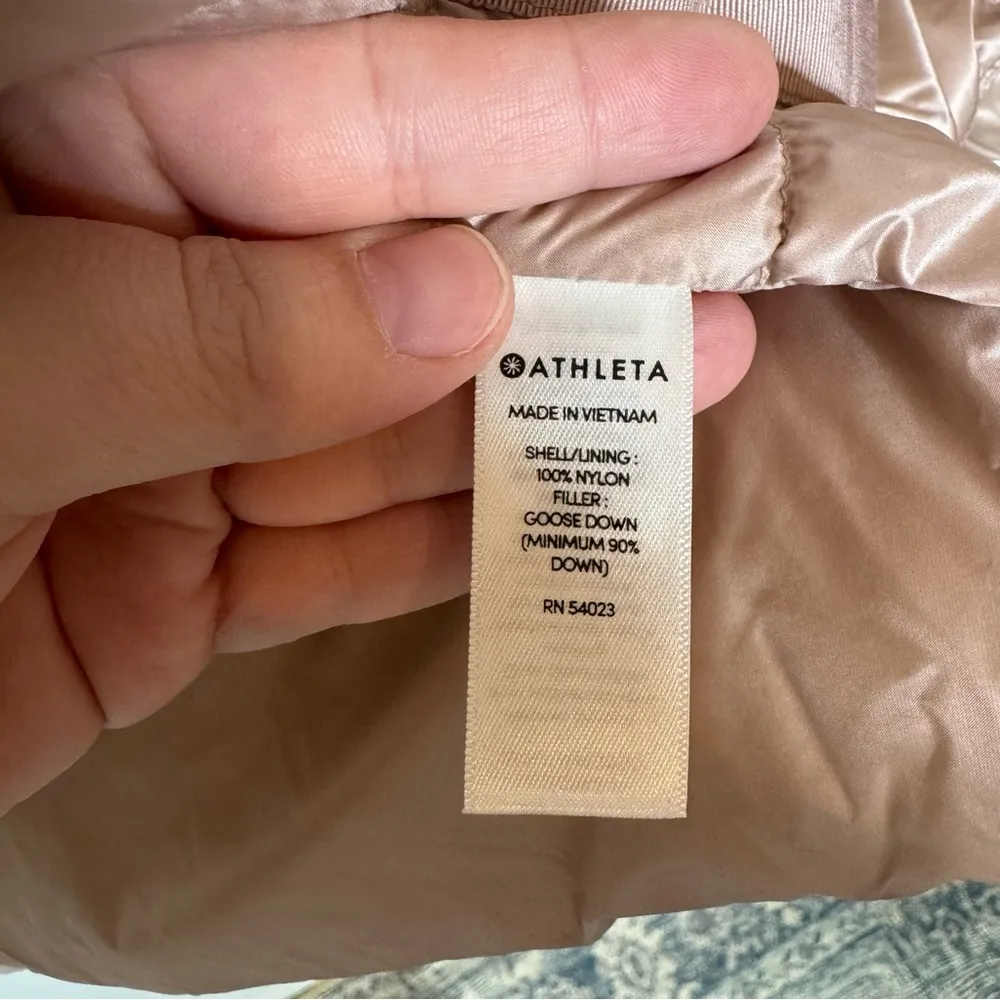 ATHLETA
MADE IN VIETNAM
SHELL/LINING :
100% NYLON
FILLER :
GOOSE DOWN
(MINIMUM 90%
DOWN)
RN 54023